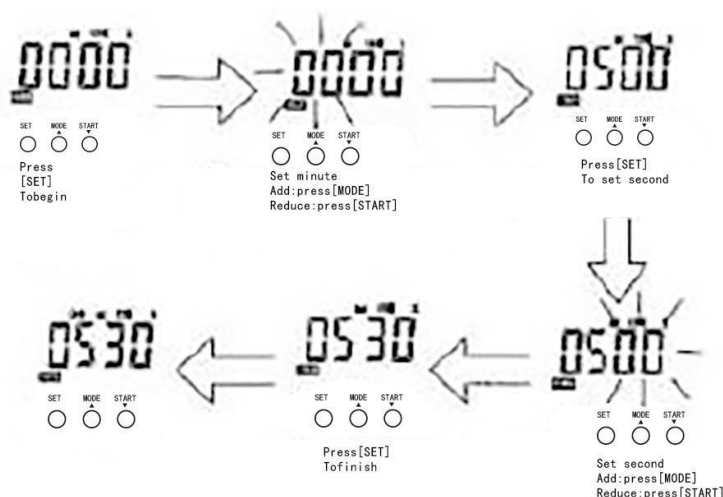 0000
SET MODE START
Press
[SET]
Tobegin
0000
SET MODE START
Set minute
Add:press[MODE]
Reduce:press[START]
0500
SET MODE START
Press[SET]
To set second
0500
SET MODE START
Set second
Add:press[MODE]
Reduce:press[START]
0530
SET MODE START
Press[SET]
Tofinish
0530
SET MODE START